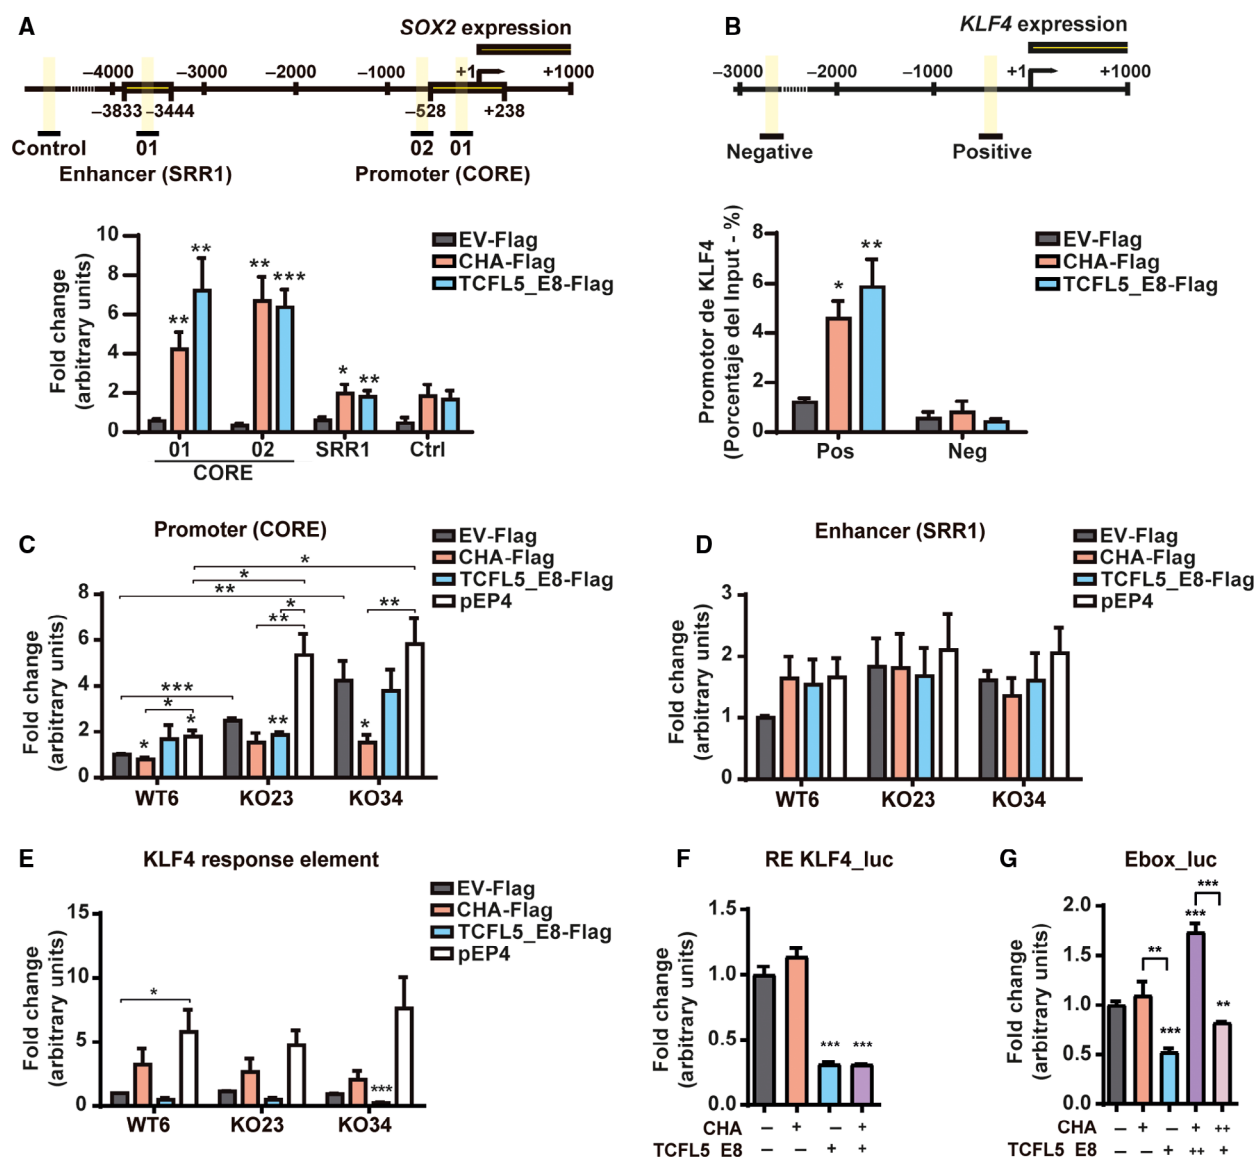 A
SOX2 expression
–4000 –3000 –2000 –1000 +1 +1000
–3833 –3444 –528 +238
Control 01 02 01
Enhancer (SRR1) Promoter (CORE)
Fold change
(arbitrary units)
10
8
6
4
2
0
** ** ** *** * **
EV-Flag
CHA-Flag
TCFL5_E8-Flag
01 02 SRR1 Ctrl
CORE
B
KLF4 expression
–3000 –2000 –1000 +1 +1000
Negative Positive
Promotor de KLF4
(Porcentaje del Input - %)
8
6
4
2
0
* **
EV-Flag
CHA-Flag
TCFL5_E8-Flag
Pos Neg
C
Promoter (CORE)
EV-Flag
CHA-Flag
TCFL5_E8-Flag
pEP4
Fold change
(arbitrary units)
8
6
4
2
0
*
*
**
* **
**
***
*
* * ** *
WT6 KO23 KO34
D
Enhancer (SRR1)
EV-Flag
CHA-Flag
TCFL5_E8-Flag
pEP4
Fold change
(arbitrary units)
3
2
1
0
WT6 KO23 KO34
E
KLF4 response element
EV-Flag
CHA-Flag
TCFL5_E8-Flag
pEP4
Fold change
(arbitrary units)
15
10
5
0
* ***
WT6 KO23 KO34
F
RE KLF4_luc
Fold change
(arbitrary units)
1.5
1.0
0.5
0.0
*** ***
CHA – + – +
TCFL5_E8 – – + +
G
Ebox_luc
Fold change
(arbitrary units)
2.0
1.5
1.0
0.5
0.0
***
***
** *** **
CHA – + – + ++
TCFL5_E8 – – + ++ +